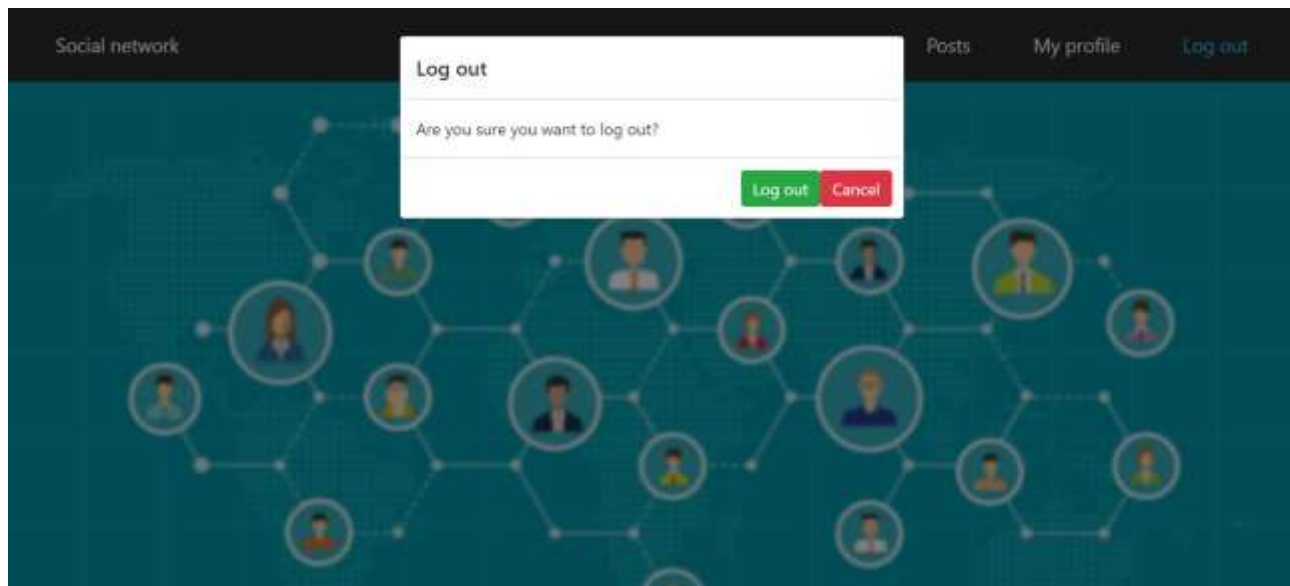 Social network
Posts
My profile
Log out
Log out
Are you sure you want to log out?
Log out
Cancel